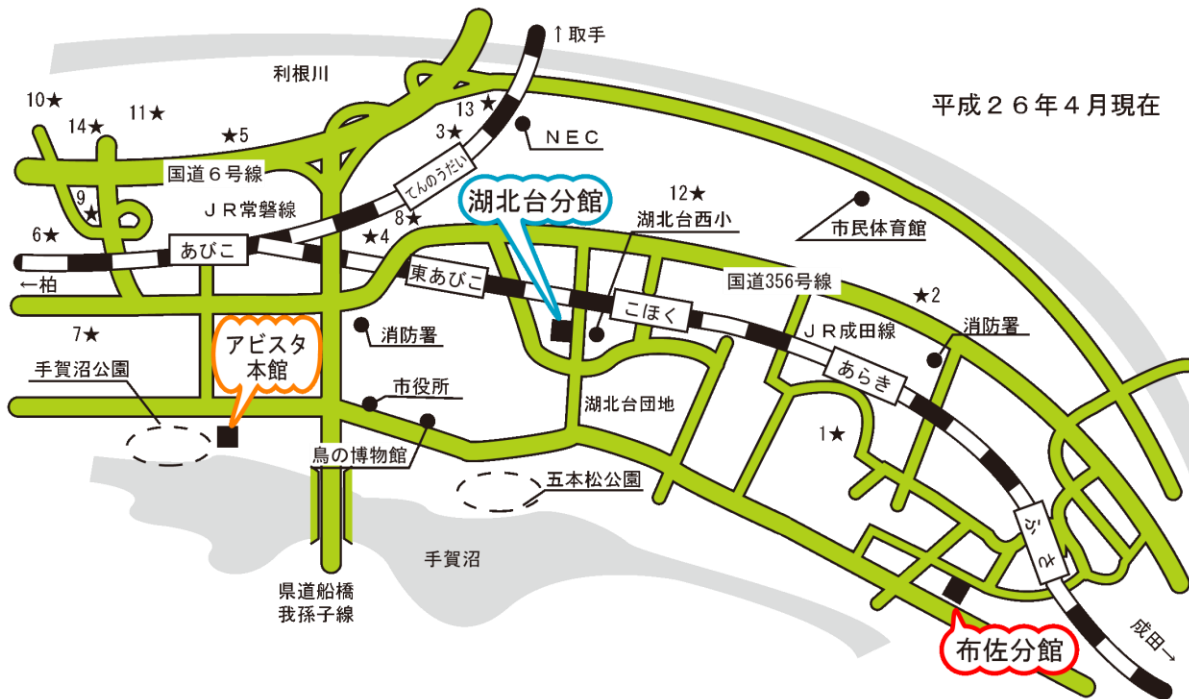 ↑取手
利根川
平成26年4月現在
10★
11★
14★
★5
13★
3★
NEC
国道6号線
てんのうだい
湖北台分館
12★
湖北台西小
市民体育館
9★
JR常磐線
8★
6★
★4
あびこ
←柏
東あびこ
こほく
国道356号線
★2
JR成田線
消防署
7★
アビスタ
本館
消防署
手賀沼公園
あらき
市役所
湖北台団地
1★
鳥の博物館
五本松公園
ふさ
手賀沼
県道船橋
我孫子線
布佐分館
成田→